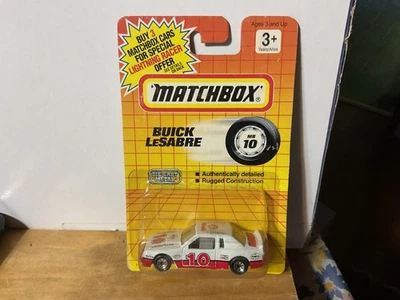 BUY 3
MATCHBOX CARS
FOR SPECIAL
LIGHTNING RACER
OFFER
Ages 3 and Up
3+
MATCHBOX
BUICK
LESABRE
MB
10
Authentically detailed
Rugged Construction
10